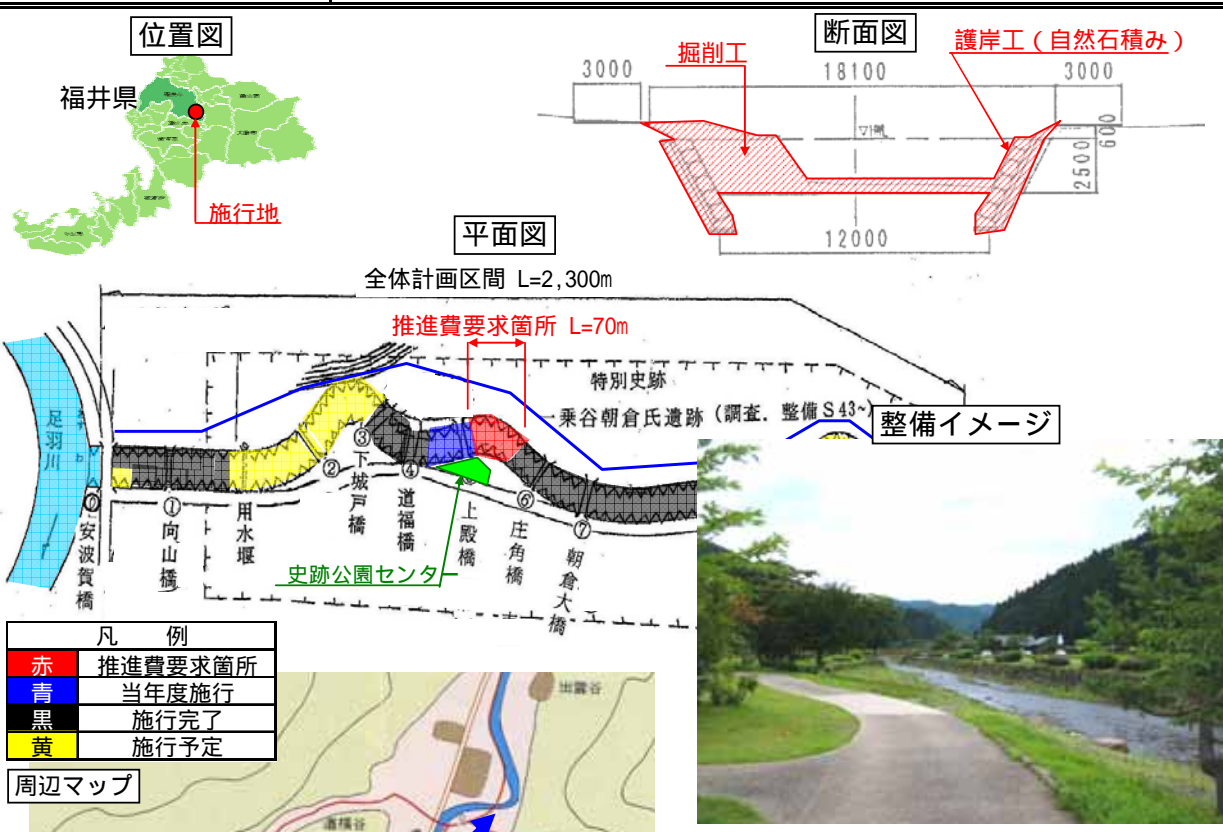 位置図
福井県
施行地
断面図
掘削工
護岸工（自然石積み）
3000
18100
3000
600
2500
12000
平面図
全体計画区間 L=2,300m
推進費要求箇所 L=70m
特別史跡
一乗谷朝倉氏遺跡 (調査. 整備 S43~)
整備イメージ
足羽川
安波賀橋
①
向山橋
用水堰
②
③
下城戸橋
④
道福橋
上殿橋
⑥
庄角橋
⑦
朝倉大橋
史跡公園センター
凡 例
赤 推進費要求箇所
青 当年度施行
黒 施行完了
黄 施行予定
周辺マップ
出雲谷
道福谷